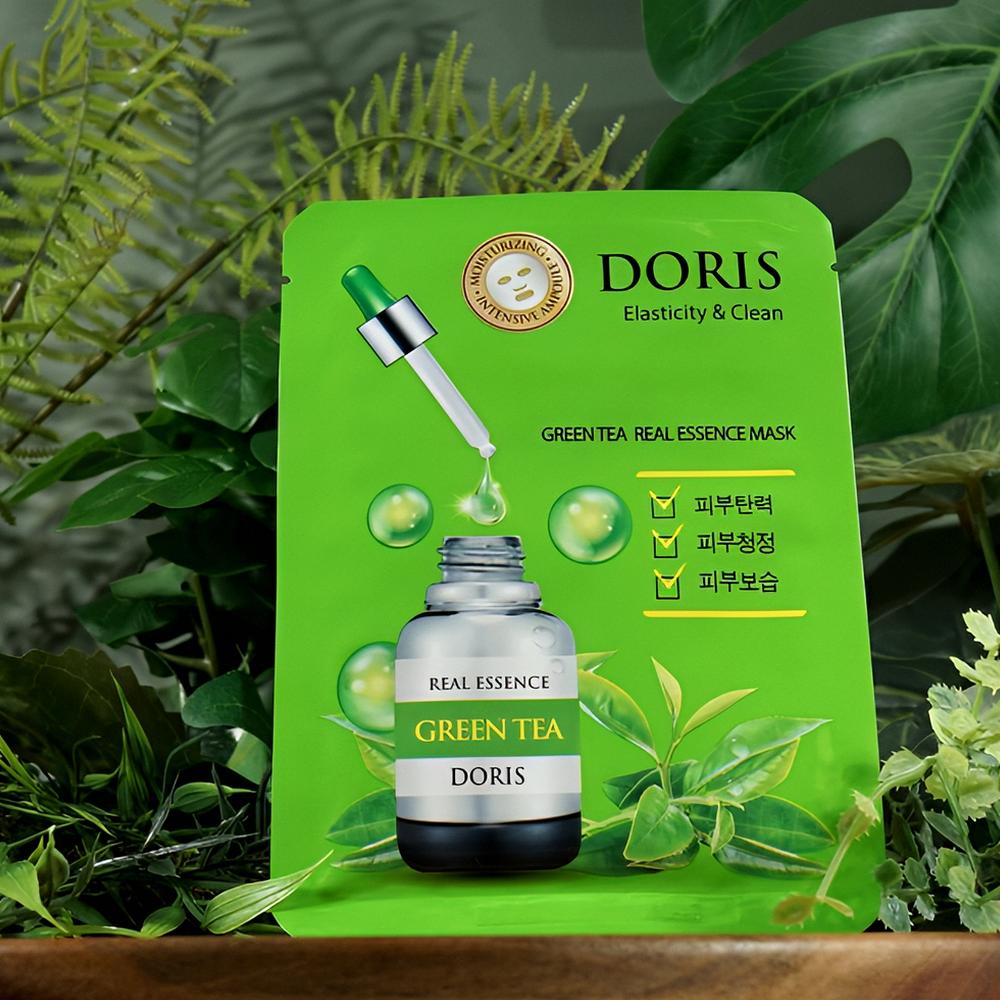 MOISTURIZING
INTENSIVE AMPOULE
DORIS
Elasticity & Clean
GREEN TEA REAL ESSENCE MASK
피부탄력
피부청정
피부보습
REAL ESSENCE
GREEN TEA
DORIS